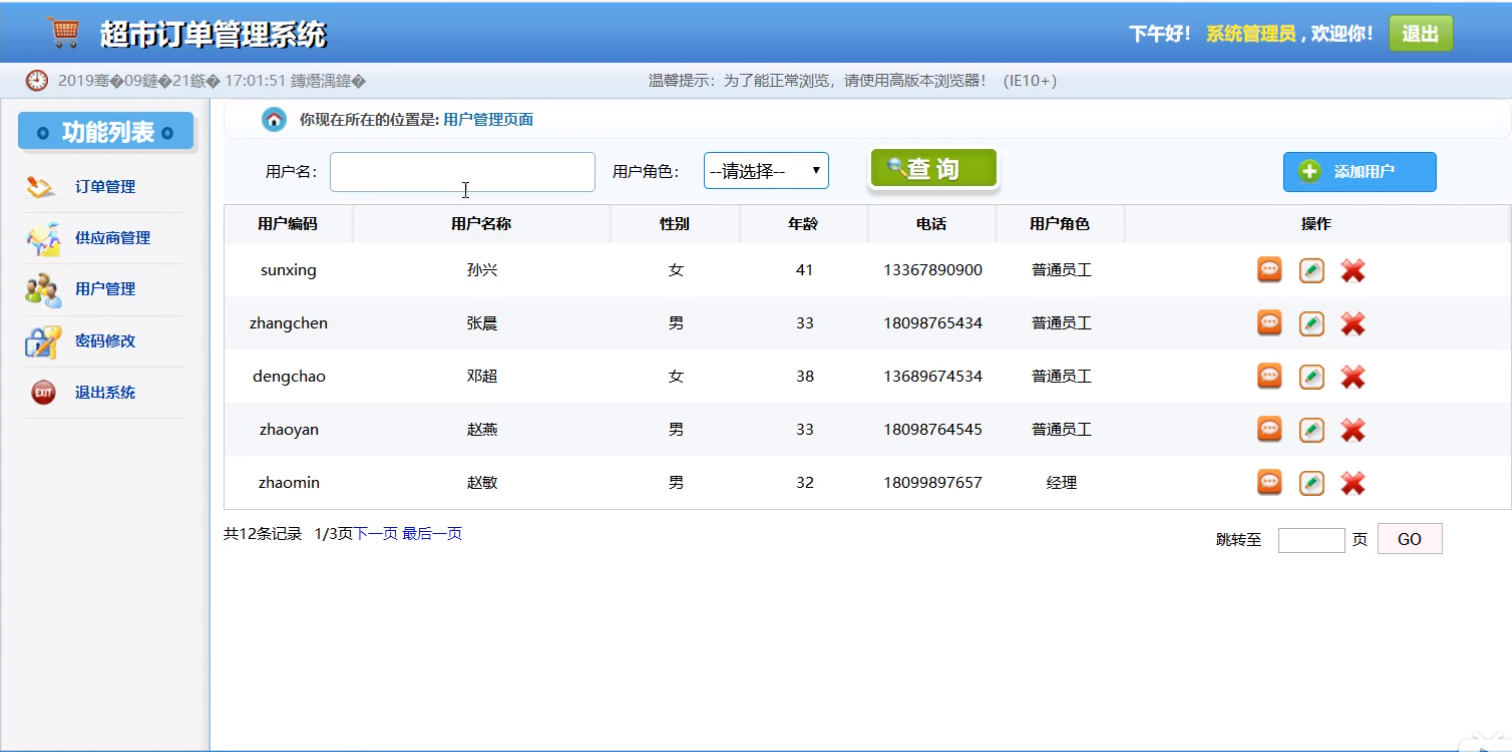 超市订单管理系统
下午好！ 系统管理员 , 欢迎你！ 退出
2019骞�09鏈�21鏃� 17:01:51 鏄熸湡鍏�
温馨提示：为了能正常浏览，请使用高版本浏览器！ (IE10+)
功能列表
你现在所在的位置是: 用户管理页面
用户名： 用户角色： --请选择-- 查 询 添加用户
订单管理
供应商管理
用户管理
密码修改
EXIT 退出系统
用户编码 用户名称 性别 年龄 电话 用户角色 操作
sunxing 孙兴 女 41 13367890900 普通员工
zhangchen 张晨 男 33 18098765434 普通员工
dengchao 邓超 女 38 13689674534 普通员工
zhaoyan 赵燕 男 33 18098764545 普通员工
zhaomin 赵敏 男 32 18099897657 经理
共12条记录 1/3页下一页 最后一页
跳转至 页 GO